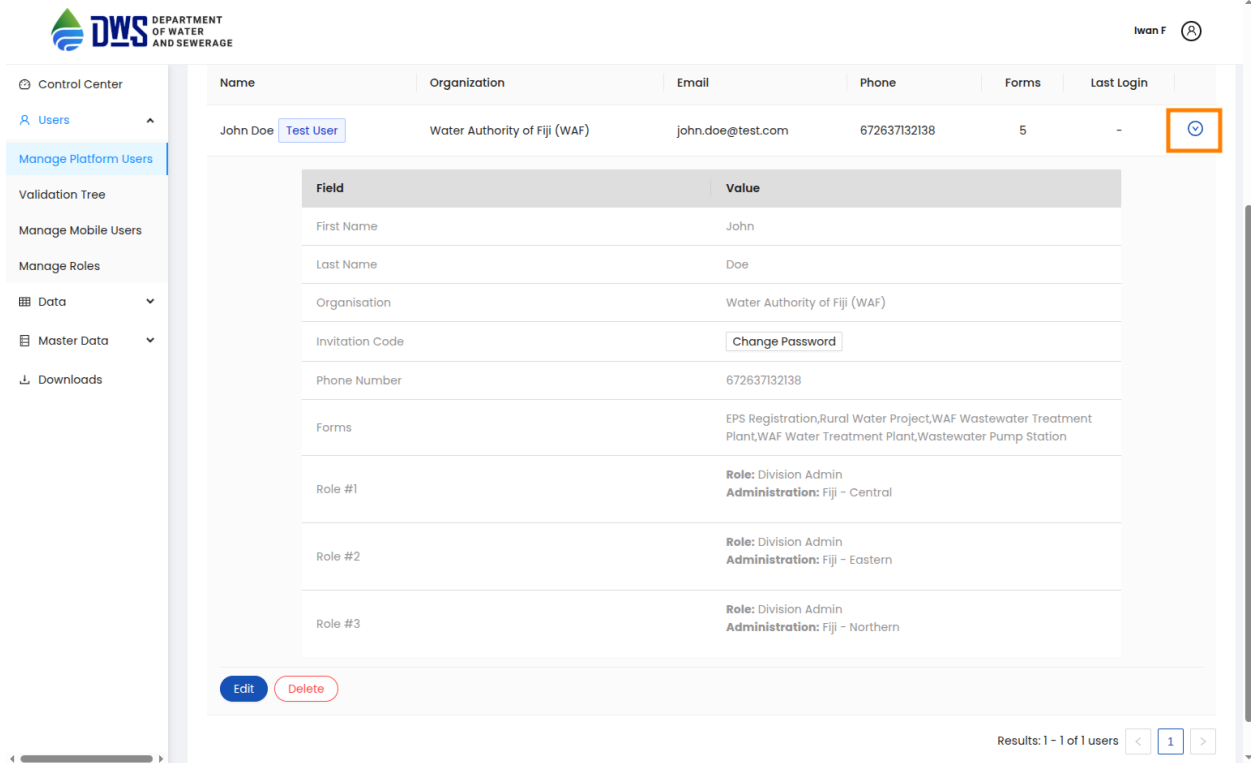 DWS DEPARTMENT
OF WATER
AND SEWERAGE
Iwan F
Control Center
Users
Manage Platform Users
Validation Tree
Manage Mobile Users
Manage Roles
Data
Master Data
Downloads
Name Organization Email Phone Forms Last Login
John Doe Test User Water Authority of Fiji (WAF) john.doe@test.com 672637132138 5 -
Field Value
First Name John
Last Name Doe
Organisation Water Authority of Fiji (WAF)
Invitation Code Change Password
Phone Number 672637132138
Forms EPS Registration,Rural Water Project,WAF Wastewater Treatment
Plant,WAF Water Treatment Plant,Wastewater Pump Station
Role #1 Role: Division Admin
Administration: Fiji - Central
Role #2 Role: Division Admin
Administration: Fiji - Eastern
Role #3 Role: Division Admin
Administration: Fiji - Northern
Edit Delete
Results: 1 - 1 of 1 users < 1 >